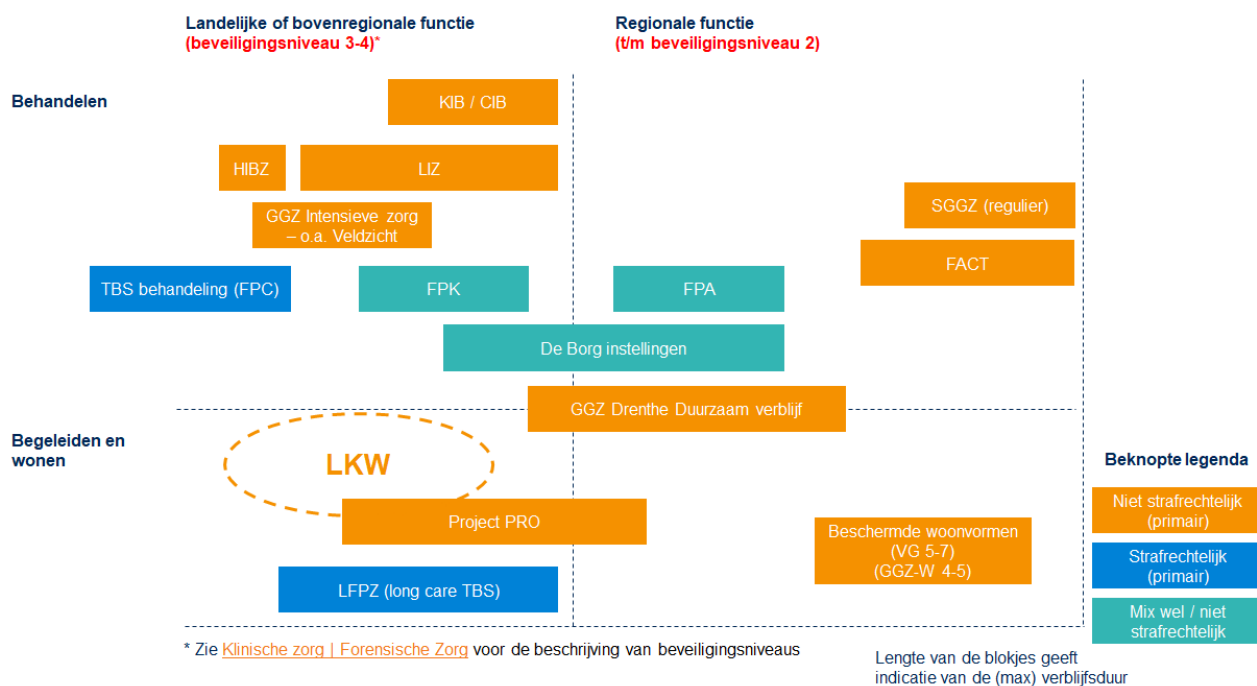 Landelijke of bovenregionale functie
(beveiligingsniveau 3-4)*
Regionale functie
(t/m beveiligingsniveau 2)
Behandelen
KIB / CIB
HIBZ
LIZ
SGGZ (regulier)
GGZ Intensieve zorg
– o.a. Veldzicht
FACT
TBS behandeling (FPC)
FPK
FPA
De Borg instellingen
GGZ Drenthe Duurzaam verblijf
Begeleiden en
wonen
LKW
Project PRO
Beschermde woonvormen
(VG 5-7)
(GGZ-W 4-5)
LFPZ (long care TBS)
Beknopte legenda
Niet strafrechtelijk
(primair)
Strafrechtelijk
(primair)
Mix wel / niet
strafrechtelijk
* Zie Klinische zorg | Forensische Zorg voor de beschrijving van beveiligingsniveaus
Lengte van de blokjes geeft
indicatie van de (max) verblijfsduur